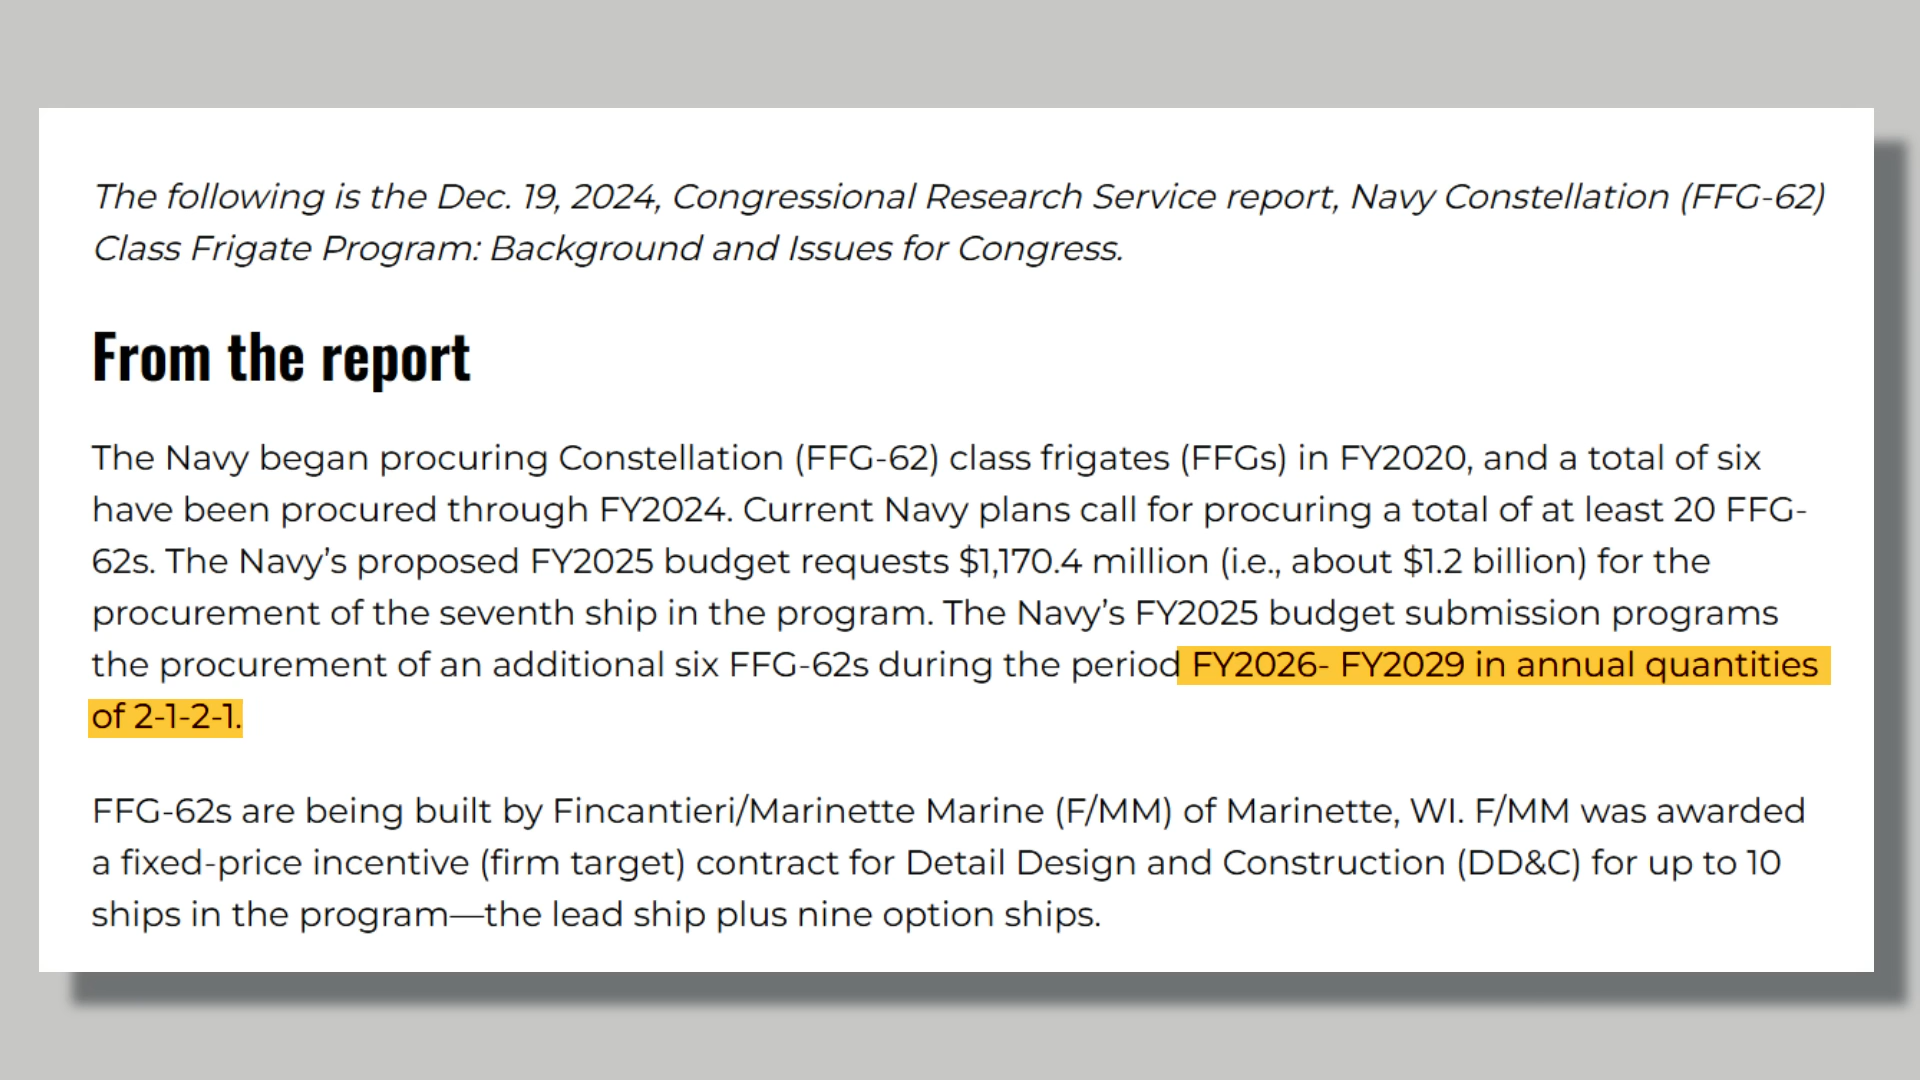 The following is the Dec. 19, 2024, Congressional Research Service report, Navy Constellation (FFG-62)
Class Frigate Program: Background and Issues for Congress.
From the report
The Navy began procuring Constellation (FFG-62) class frigates (FFGs) in FY2020, and a total of six
have been procured through FY2024. Current Navy plans call for procuring a total of at least 20 FFG-
62s. The Navy’s proposed FY2025 budget requests $1,170.4 million (i.e., about $1.2 billion) for the
procurement of the seventh ship in the program. The Navy’s FY2025 budget submission programs
the procurement of an additional six FFG-62s during the period FY2026- FY2029 in annual quantities
of 2-1-2-1.
FFG-62s are being built by Fincantieri/Marinette Marine (F/MM) of Marinette, WI. F/MM was awarded
a fixed-price incentive (firm target) contract for Detail Design and Construction (DD&C) for up to 10
ships in the program—the lead ship plus nine option ships.